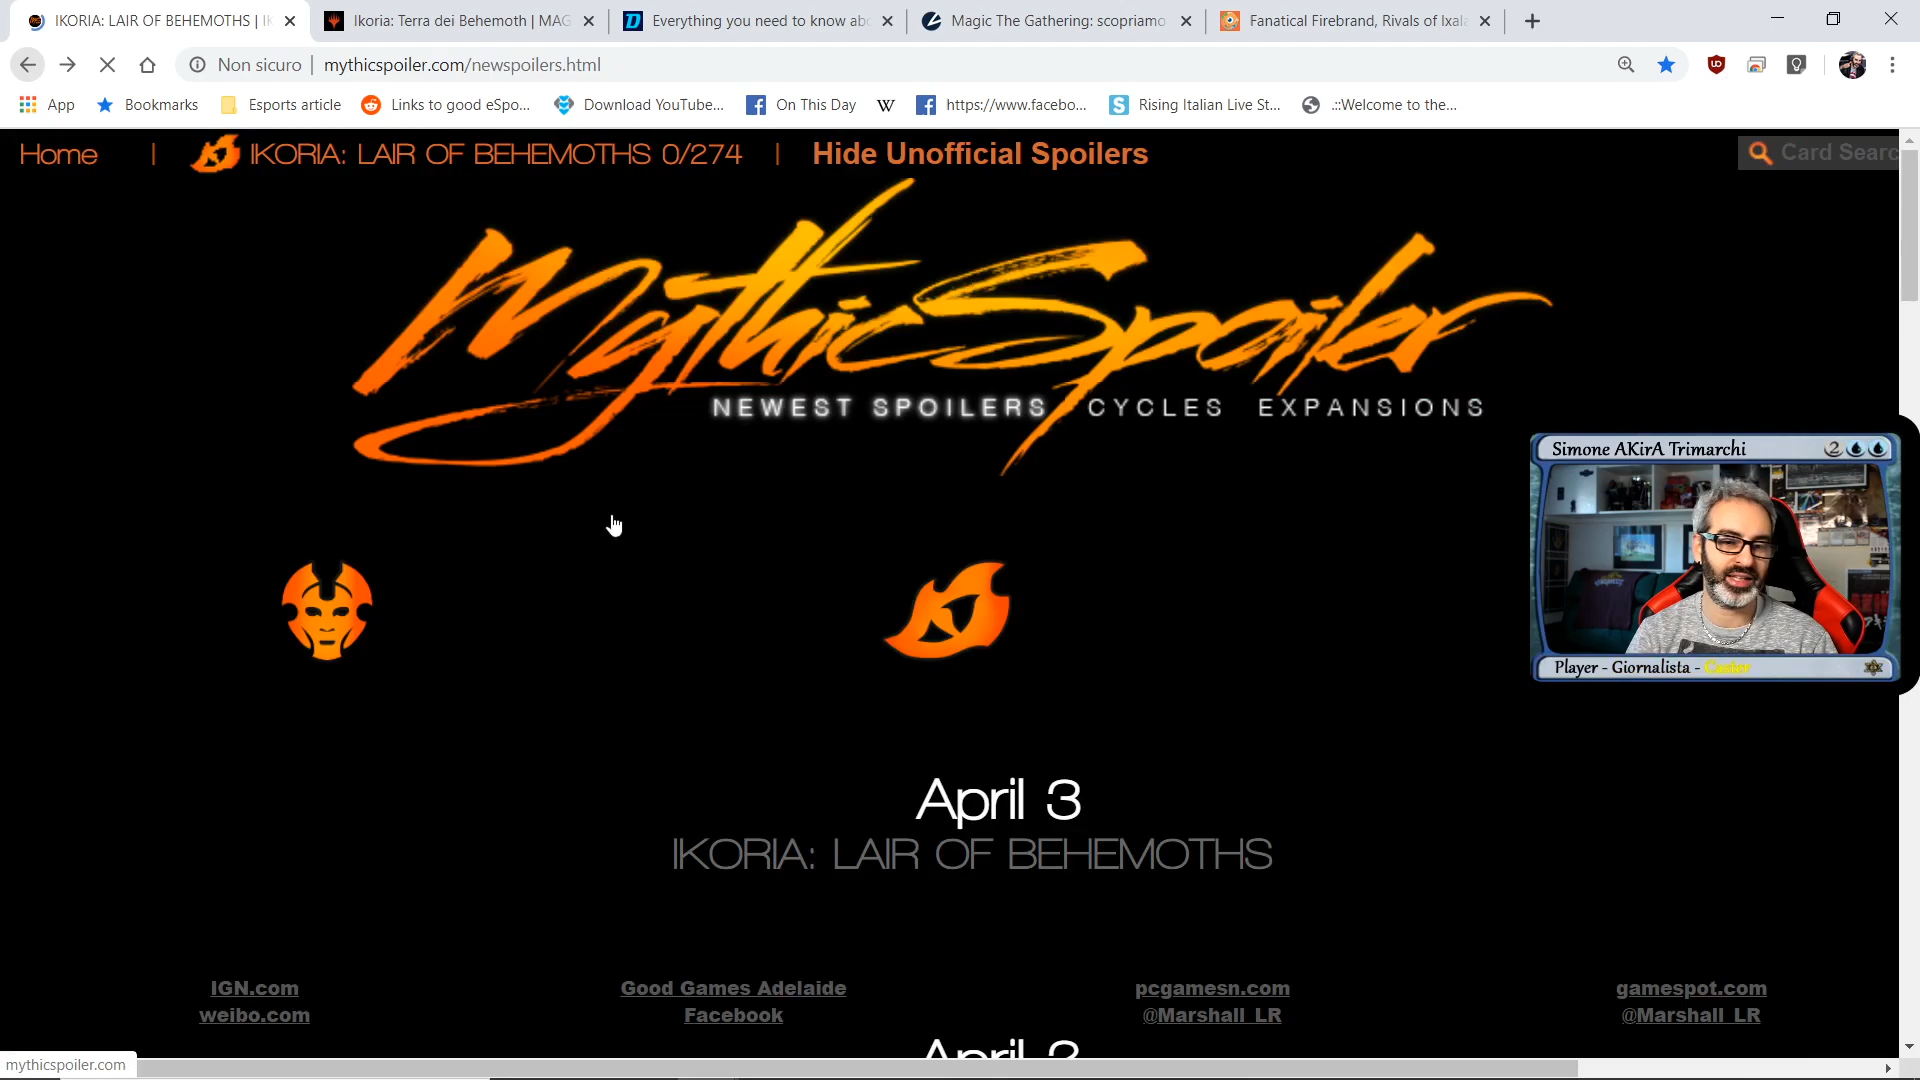 IKORIA: LAIR OF BEHEMOTHS | IK
Ikoria: Terra dei Behemoth | MAG
Everything you need to know abo
Magic The Gathering: scopriamo
Fanatical Firebrand, Rivals of Ixala
Non sicuro | mythicspoiler.com/newspoilers.html
App
Bookmarks
Esports article
Links to good eSpo...
Download YouTube...
On This Day
W
https://www.facebo...
Rising Italian Live St...
.::Welcome to the...
Home | IKORIA: LAIR OF BEHEMOTHS 0/274 | Hide Unofficial Spoilers
Card Searc
MythicSpoiler
NEWEST SPOILERS CYCLES EXPANSIONS
Simone AKirA Trimarchi 2
Player - Giornalista - Caster
April 3
IKORIA: LAIR OF BEHEMOTHS
IGN.com
weibo.com
Good Games Adelaide
Facebook
pcgamesn.com
@Marshall_LR
gamespot.com
@Marshall_LR
April 2
mythicspoiler.com